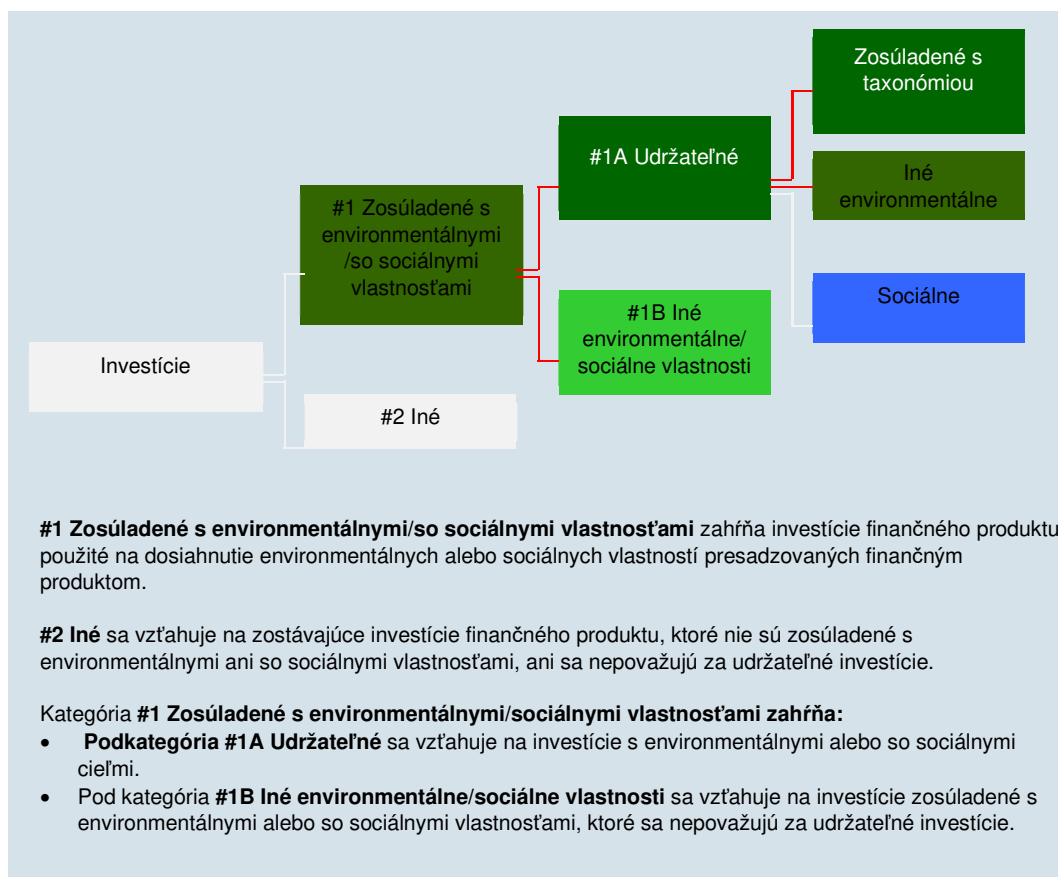 Zosúladené s
taxonómiou
#1A Udržateľné
Iné
environmentálne
#1 Zosúladené s
environmentálnymi
/so sociálnymi
vlastnosťami
Sociálne
#1B Iné
environmentálne/
sociálne vlastnosti
Investície
#2 Iné
#1 Zosúladené s environmentálnymi/so sociálnymi vlastnosťami zahŕňa investície finančného produktu
použité na dosiahnutie environmentálnych alebo sociálnych vlastností presadzovaných finančným
produktom.
#2 Iné sa vzťahuje na zostávajúce investície finančného produktu, ktoré nie sú zosúladené s
environmentálnymi ani so sociálnymi vlastnosťami, ani sa nepovažujú za udržateľné investície.
Kategória #1 Zosúladené s environmentálnymi/sociálnymi vlastnosťami zahŕňa:
• Podkategória #1A Udržateľné sa vzťahuje na investície s environmentálnymi alebo so sociálnymi
cieľmi.
• Pod kategória #1B Iné environmentálne/sociálne vlastnosti sa vzťahuje na investície zosúladené s
environmentálnymi alebo so sociálnymi vlastnosťami, ktoré sa nepovažujú za udržateľné investície.